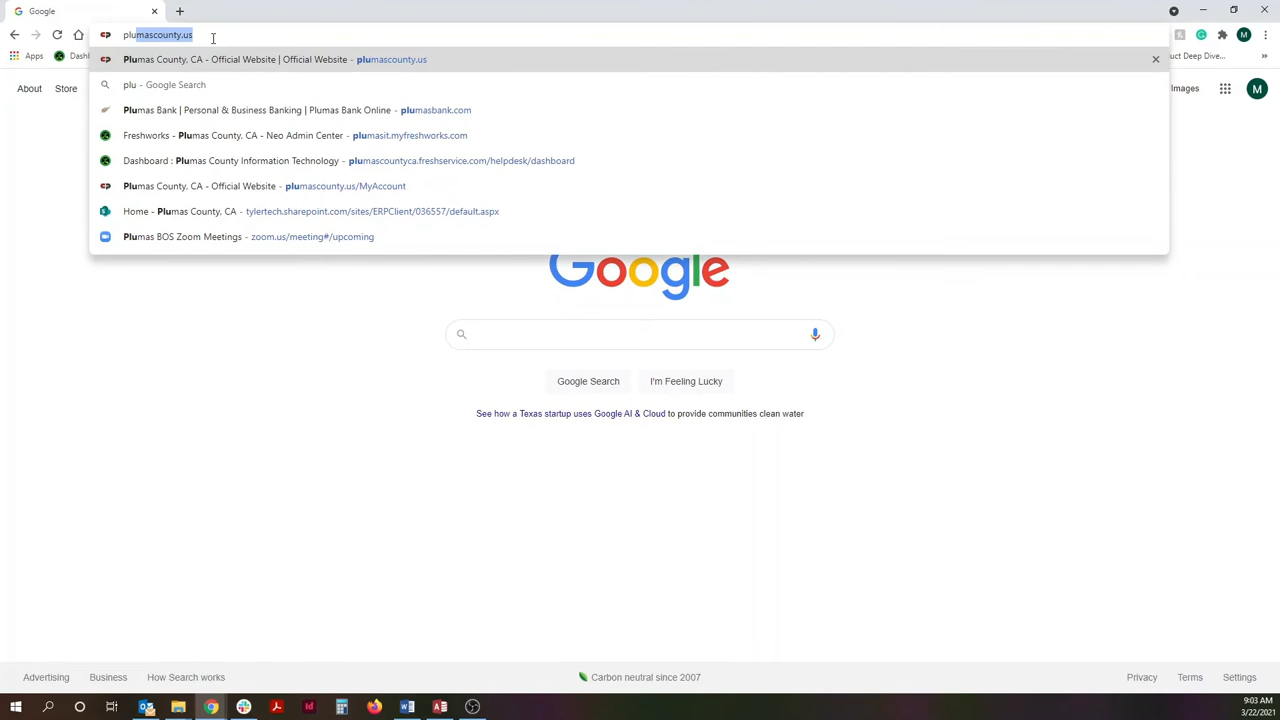 Google
plumascounty.us
Apps
Dashl
uct Deep Dive...
Plumas County, CA - Official Website | Official Website - plumascounty.us
plu - Google Search
Plumas Bank | Personal & Business Banking | Plumas Bank Online - plumasbank.com
Freshworks - Plumas County, CA - Neo Admin Center - plumasit.myfreshworks.com
Dashboard : Plumas County Information Technology - plumascountyca.freshservice.com/helpdesk/dashboard
Plumas County, CA - Official Website - plumascounty.us/MyAccount
Home - Plumas County, CA - tylertech.sharepoint.com/sites/ERPClient/036557/default.aspx
Plumas BOS Zoom Meetings - zoom.us/meeting#/upcoming
About Store
Images
M
M
Google
Google Search I'm Feeling Lucky
See how a Texas startup uses Google AI & Cloud to provide communities clean water
Advertising Business How Search works
Carbon neutral since 2007
Privacy Terms Settings
9:03 AM
3/22/2021